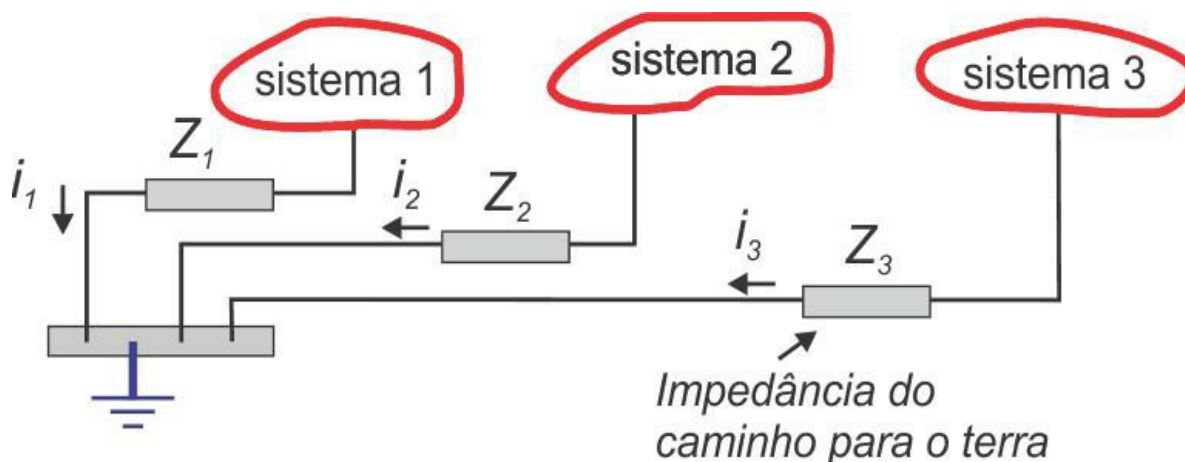 sistema 1
sistema 2
sistema 3
Z1
i1
i2
Z2
i3
Z3
Impedância do
caminho para o terra